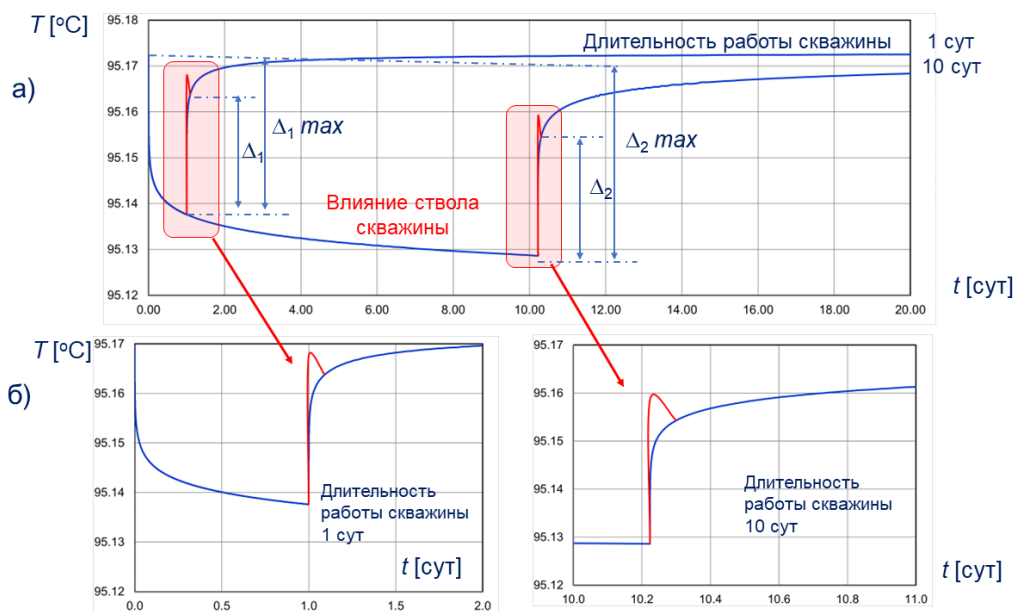 T [°C]
95.18
95.17
95.16
95.15
95.14
95.13
95.12
Длительность работы скважины
1 сут
10 сут
а)
Δ1 max
Δ1
Δ2 max
Δ2
Влияние ствола
скважины
0.00 2.00 4.00 6.00 8.00 10.00 12.00 14.00 16.00 18.00 20.00
t [сут]
T [°C]
б)
95.17
95.16
95.15
95.14
95.13
95.12
Длительность
работы скважины
1 сут
t [сут]
0.0 0.5 1.0 1.5 2.0
95.17
95.16
95.15
95.14
95.13
95.12
Длительность
работы скважины
10 сут
t [сут]
10.0 10.2 10.4 10.6 10.8 11.0